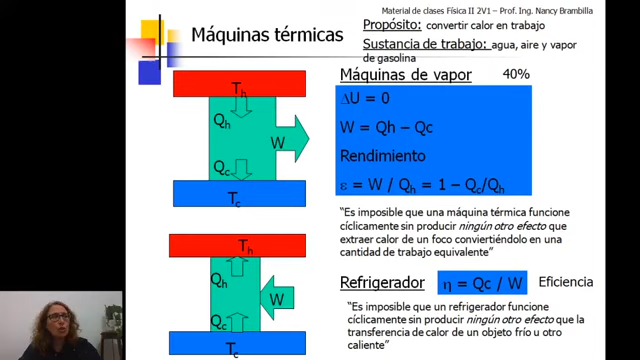 Material de clases Física II 2V1– Prof. Ing. Nancy Brambilla
Máquinas térmicas
Propósito: convertir calor en trabajo
Sustancia de trabajo: agua, aire y vapor
de gasolina
Máquinas de vapor 40%
Th
Qh
W
Qc
Tc
ΔU = 0
W = Qh – Qc
Rendimiento
ε = W / Qh = 1 – Qc/Qh
"Es imposible que una máquina térmica funcione
cíclicamente sin producir ningún otro efecto que
extraer calor de un foco convirtiéndolo en una
cantidad de trabajo equivalente"
Th
Qh
W
Qc
Tc
Refrigerador η = Qc / W Eficiencia
"Es imposible que un refrigerador funcione
cíclicamente sin producir ningún otro efecto que la
transferencia de calor de un objeto frío u otro
caliente"